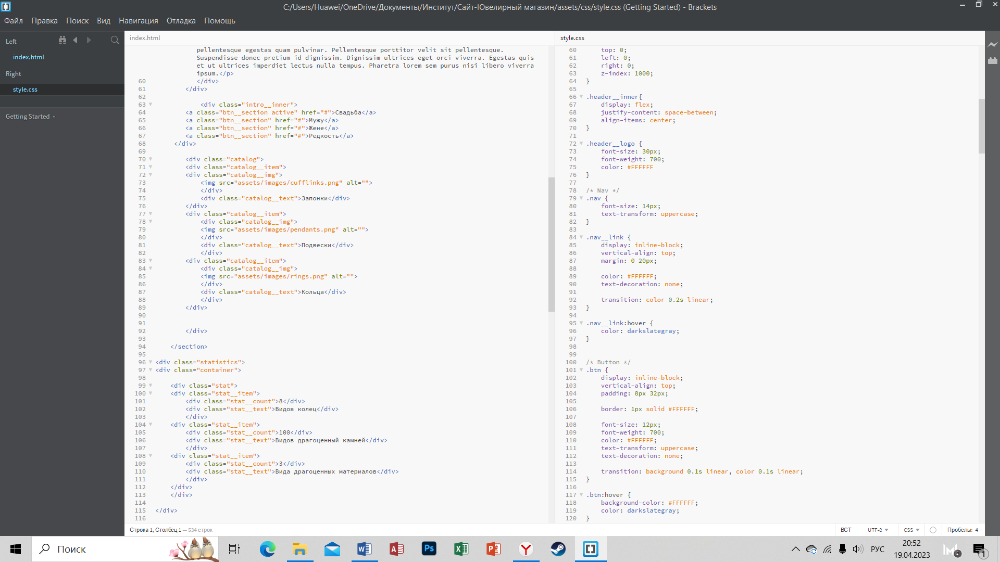 C:/Users/Huawei/OneDrive/Документы/Институт/Сайт-Ювелирный магазин/assets/css/style.css (Getting Started) - Brackets
Файл Правка Поиск Вид Навигация Отладка Помощь
Left
index.html
Right
style.css
Getting Started
index.html
pellentesque egestas quam pulvinar. Pellentesque porttitor velit sit pellentesque.
Suspendisse donec pretium id dignissim. Dignissim ultrices eget orci viverra. Egestas quis
et ut ultrices imperdiet lectus nulla tempus. Pharetra lorem sem purus nisi libero viverra
ipsum.</p>
60 </div>
61 </div>
62
63 <div class="intro__inner">
64 <a class="btn__section active" href="#">Свадьба</a>
65 <a class="btn__section" href="#">Мужу</a>
66 <a class="btn__section" href="#">Жене</a>
67 <a class="btn__section" href="#">Редкость</a>
68 </div>
69
70 <div class="catalog">
71 <div class="catalog__item">
72 <div class="catalog__img">
73 <img src="assets/images/cufflinks.png" alt="">
74 </div>
75 <div class="catalog__text">Запонки</div>
76 </div>
77 <div class="catalog__item">
78 <div class="catalog__img">
79 <img src="assets/images/pendants.png" alt="">
80 </div>
81 <div class="catalog__text">Подвески</div>
82 </div>
83 <div class="catalog__item">
84 <div class="catalog__img">
85 <img src="assets/images/rings.png" alt="">
86 </div>
87 <div class="catalog__text">Кольца</div>
88 </div>
89 </div>
90
91
92 </div>
93
94 </section>
95
96 <div class="statistics">
97 <div class="container">
98
99 <div class="stat">
100 <div class="stat__item">
101 <div class="stat__count">8</div>
102 <div class="stat__text">Видов колец</div>
103 </div>
104 <div class="stat__item">
105 <div class="stat__count">100</div>
106 <div class="stat__text">Видов драгоценный камней</div>
107 </div>
108 <div class="stat__item">
109 <div class="stat__count">3</div>
110 <div class="stat__text">Вида драгоценных материалов</div>
111 </div>
112 </div>
113 </div>
114
115 </div>
116
style.css
60 top: 0;
61 left: 0;
62 right: 0;
63 z-index: 1000;
64 }
65
66 .header__inner{
67 display: flex;
68 justify-content: space-between;
69 align-items: center;
70 }
71
72 .header__logo {
73 font-size: 30px;
74 font-weight: 700;
75 color: #FFFFFF
76 }
77
78 /* Nav */
79 .nav {
80 font-size: 14px;
81 text-transform: uppercase;
82 }
83
84 .nav__link {
85 display: inline-block;
86 vertical-align: top;
87 margin: 0 20px;
88
89 color: #FFFFFF;
90 text-decoration: none;
91
92 transition: color 0.2s linear;
93 }
94
95 .nav__link:hover {
96 color: darkslategray;
97 }
98
99
100 /* Button */
101 .btn {
102 display: inline-block;
103 vertical-align: top;
104 padding: 8px 32px;
105
106 border: 1px solid #FFFFFF;
107
108 font-size: 12px;
109 font-weight: 700;
110 color: #FFFFFF;
111 text-transform: uppercase;
112 text-decoration: none;
113
114 transition: background 0.1s linear, color 0.1s linear;
115 }
116
117 .btn:hover {
118 background-color: #FFFFFF;
119 color: darkslategray;
120 }
Строка 1, Столбец 1 — 534 строк
ВСТ UTF-8 CSS Пробелы: 4
Поиск
РУС
20:52
19.04.2023
3
1